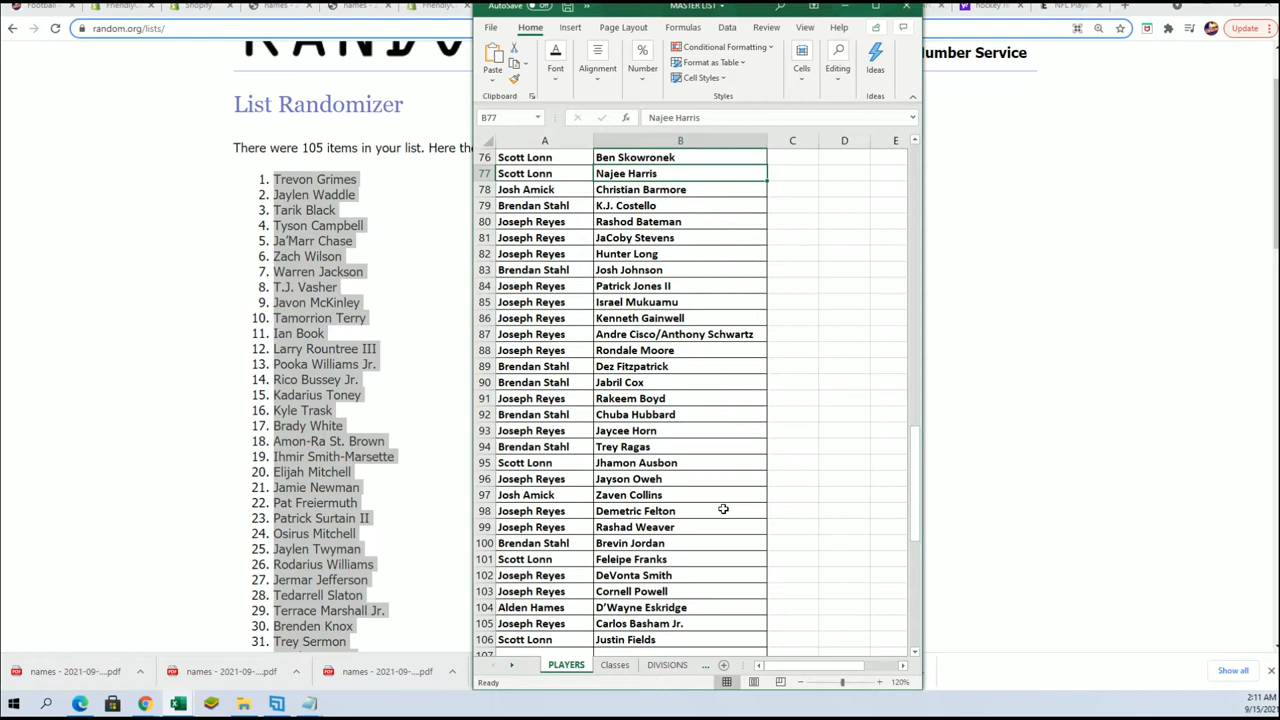 Football
Friendly
Shopify
names -
names -
Friendly
AutoSave
Off
MASTER LIST
hockey
NFL Play
random.org/lists/
Update
File Home Insert Page Layout Formulas Data Review View Help
Paste
Font
Alignment
Number
Conditional Formatting
Format as Table
Cell Styles
Cells
Editing
Ideas
Clipboard
Styles
Ideas
umber Service
List Randomizer
There were 105 items in your list. Here the
1. Trevon Grimes
2. Jaylen Waddle
3. Tarik Black
4. Tyson Campbell
5. Ja'Marr Chase
6. Zach Wilson
7. Warren Jackson
8. T.J. Vasher
9. Javon McKinley
10. Tamorrion Terry
11. Ian Book
12. Larry Rountree III
13. Pooka Williams Jr.
14. Rico Bussey Jr.
15. Kadarius Toney
16. Kyle Trask
17. Brady White
18. Amon-Ra St. Brown
19. Ihmir Smith-Marsette
20. Elijah Mitchell
21. Jamie Newman
22. Pat Freiermuth
23. Patrick Surtain II
24. Osirus Mitchell
25. Jaylen Twyman
26. Rodarius Williams
27. Jermar Jefferson
28. Tedarrell Slaton
29. Terrace Marshall Jr.
30. Brenden Knox
31. Trey Sermon
B77
Najee Harris
A B C D E
76 Scott Lonn Ben Skowronek
77 Scott Lonn Najee Harris
78 Josh Amick Christian Barmore
79 Brendan Stahl K.J. Costello
80 Joseph Reyes Rashod Bateman
81 Joseph Reyes JaCoby Stevens
82 Joseph Reyes Hunter Long
83 Brendan Stahl Josh Johnson
84 Joseph Reyes Patrick Jones II
85 Joseph Reyes Israel Mukuamu
86 Joseph Reyes Kenneth Gainwell
87 Joseph Reyes Andre Cisco/Anthony Schwartz
88 Joseph Reyes Rondale Moore
89 Brendan Stahl Dez Fitzpatrick
90 Brendan Stahl Jabril Cox
91 Joseph Reyes Rakeem Boyd
92 Brendan Stahl Chuba Hubbard
93 Joseph Reyes Jaycee Horn
94 Brendan Stahl Trey Ragas
95 Scott Lonn Jhamon Ausbon
96 Joseph Reyes Jayson Oweh
97 Josh Amick Zaven Collins
98 Joseph Reyes Demetric Felton
99 Joseph Reyes Rashad Weaver
100 Brendan Stahl Brevin Jordan
101 Scott Lonn Feleipe Franks
102 Joseph Reyes DeVonta Smith
103 Joseph Reyes Cornell Powell
104 Alden Hames D'Wayne Eskridge
105 Joseph Reyes Carlos Basham Jr.
106 Scott Lonn Justin Fields
107
PLAYERS Classes DIVISIONS ...
Ready
120%
names - 2021-09-....pdf
names - 2021-09-....pdf
names - 2021-09-....pdf
Show all
2:11 AM
9/15/2021